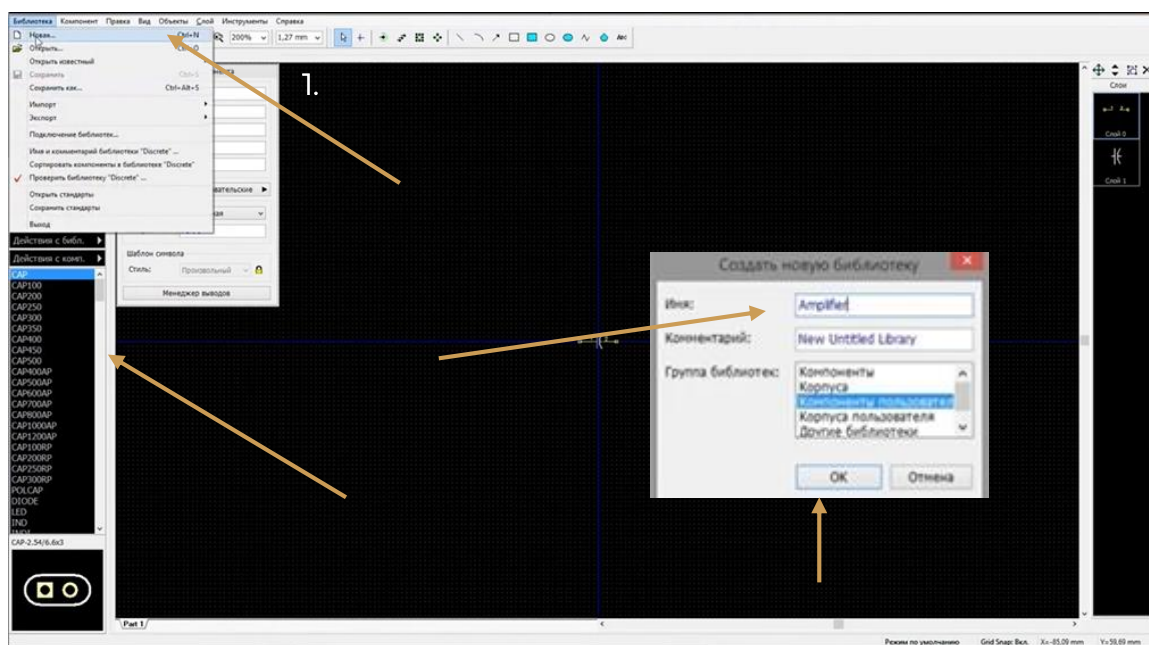 Библиотека Компонент Правка Вид Объекты Слой Инструменты Справка
Новая... Ctrl+N
200% 1,27 mm
Abc
Открыть...
Открыть известный
Сохранить Ctrl+S
Сохранить как... Ctrl+Alt+S
Импорт
Экспорт
Подключение библиотек...
Имя и комментарий библиотеки "Discrete" ...
Сортировать компоненты в библиотеке "Discrete"
Проверить библиотеку "Discrete" ...
Открыть стандарты
Сохранить стандарты
Выход
1.
Шаблон символа
Стиль: Произвольный
Менеджер выводов
Действия с библ.
Действия с комп.
CAP
CAP100
CAP200
CAP250
CAP300
CAP350
CAP400
CAP450
CAP500
CAP400AP
CAP500AP
CAP600AP
CAP700AP
CAP800AP
CAP1000AP
CAP1200AP
CAP100RP
CAP200RP
CAP250RP
CAP300RP
POLCAP
DIODE
LED
IND
CAP-2.54/6.6x3
Part 1
Создать новую библиотеку
Имя: Amplifier
Комментарий: New Untitled Library
Группа библиотек: Компоненты
Корпуса
Компоненты пользовател
Корпуса пользователя
Другие библиотеки
OK Отмена
Слои
Слой 0
Слой 1
Режим по умолчанию Grid Snap: Вкл. X=-85,09 mm Y=59,69 mm